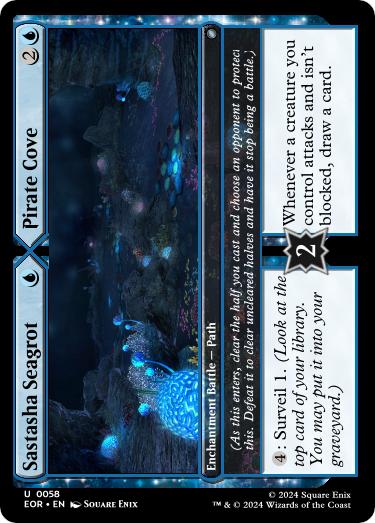 Sastasha Seagrot
Pirate Cove 2
Enchantment Battle — Path
(As this enters, clear the half you cast and choose an opponent to protect
this. Defeat it to clear uncleared halves and have it stop being a battle.)
4: Surveil 1. (Look at the
top card of your library.
You may put it into your
graveyard.)
2
Whenever a creature you
control attacks and isn't
blocked, draw a card.
U 0058
EOR • EN SQUARE ENIX
© 2024 Square Enix
™ & © 2024 Wizards of the Coast